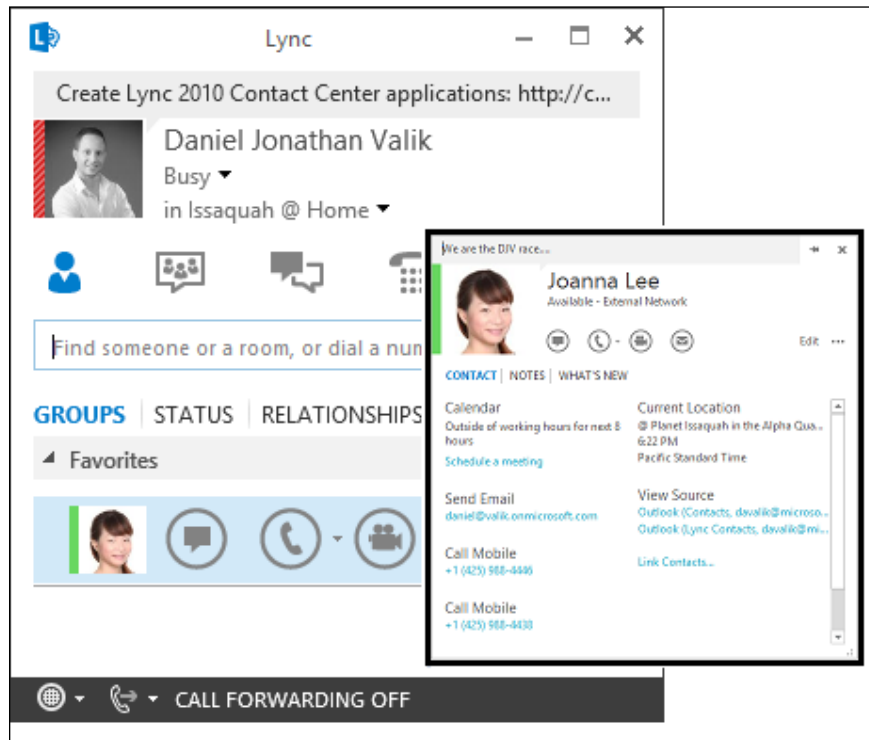 Lync
Create Lync 2010 Contact Center applications: http://c...
Daniel Jonathan Valik
Busy
in Issaquah @ Home
Find someone or a room, or dial a num
GROUPS STATUS RELATIONSHIPS
Favorites
CALL FORWARDING OFF
We are the DJV race...
Joanna Lee
Available - External Network
Edit ...
CONTACT NOTES WHAT'S NEW
Calendar
Outside of working hours for next 8
hours
Schedule a meeting
Send Email
daniel@valik.onmicrosoft.com
Call Mobile
+1 (425) 988-4446
Call Mobile
+1 (425) 988-4438
Current Location
@ Planet Issaquah in the Alpha Qua...
6:22 PM
Pacific Standard Time
View Source
Outlook (Contacts, davalik@microso...
Outlook (Lync Contacts, davalik@mi...
Link Contacts...